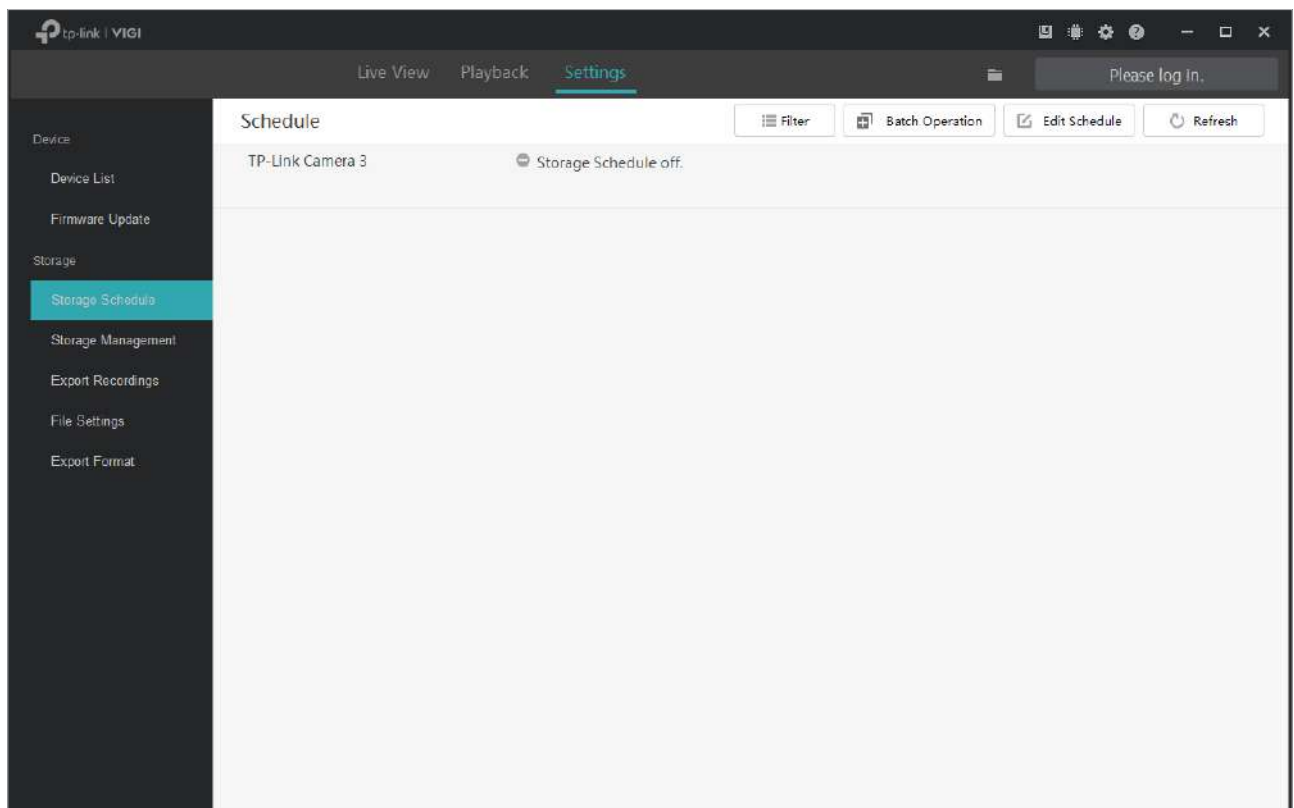 tp-link | VIGI
Live View Playback Settings Please log in.
Device
Device List
Firmware Update
Storage
Storage Schedule
Storage Management
Export Recordings
File Settings
Export Format
Schedule Filter Batch Operation Edit Schedule Refresh
TP-Link Camera 3 Storage Schedule off.